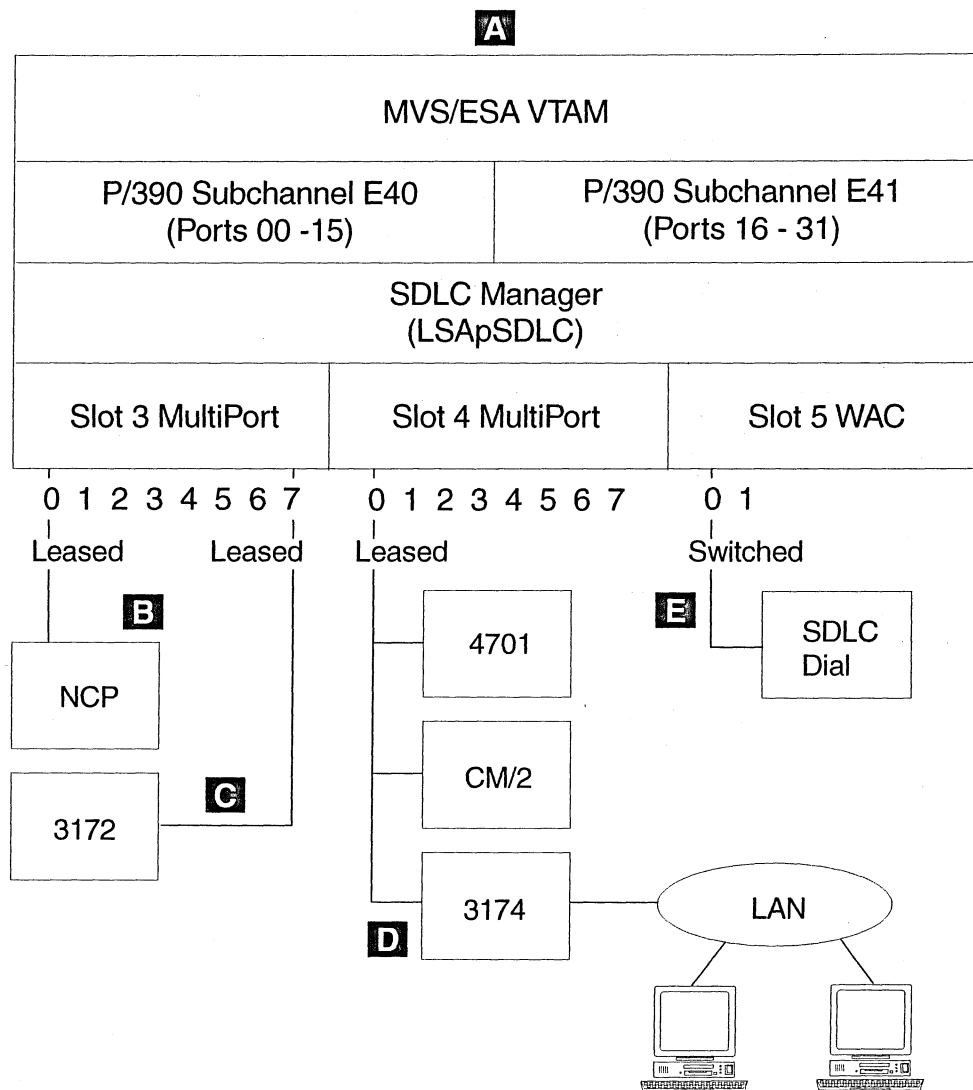 A
MVS/ESA VTAM
P/390 Subchannel E40
(Ports 00 -15)
P/390 Subchannel E41
(Ports 16 - 31)
SDLC Manager
(LSApSDLC)
Slot 3 MultiPort
Slot 4 MultiPort
Slot 5 WAC
0 1 2 3 4 5 6 7
0 1 2 3 4 5 6 7
0 1
Leased
Leased
Leased
Switched
B
NCP
C
3172
4701
CM/2
D
3174
LAN
E
SDLC
Dial